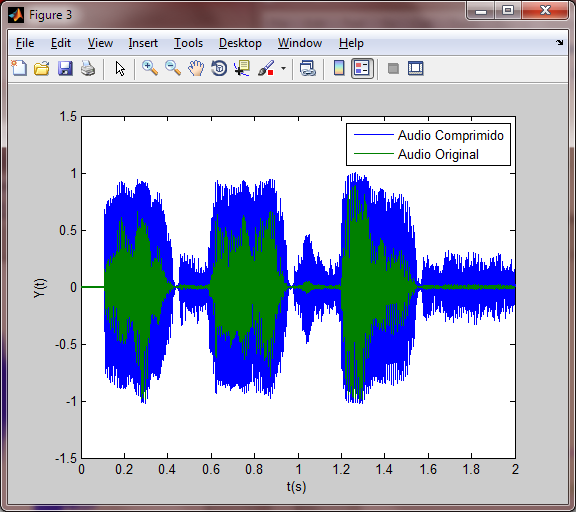 Figure 3
File Edit View Insert Tools Desktop Window Help
Audio Comprimido
Audio Original
1.5
1
0.5
0
-0.5
-1
-1.5
Y(t)
0 0.2 0.4 0.6 0.8 1 1.2 1.4 1.6 1.8 2
t(s)